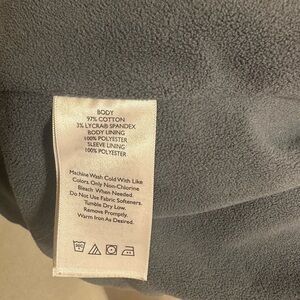 BODY
97% COTTON
3% LYCRA® SPANDEX
BODY LINING
100% POLYESTER
SLEEVE LINING
100% POLYESTER
Machine Wash Cold With Like
Colors. Only Non-Chlorine
Bleach When Needed.
Do Not Use Fabric Softeners.
Tumble Dry Low.
Remove Promptly.
Warm Iron As Desired.